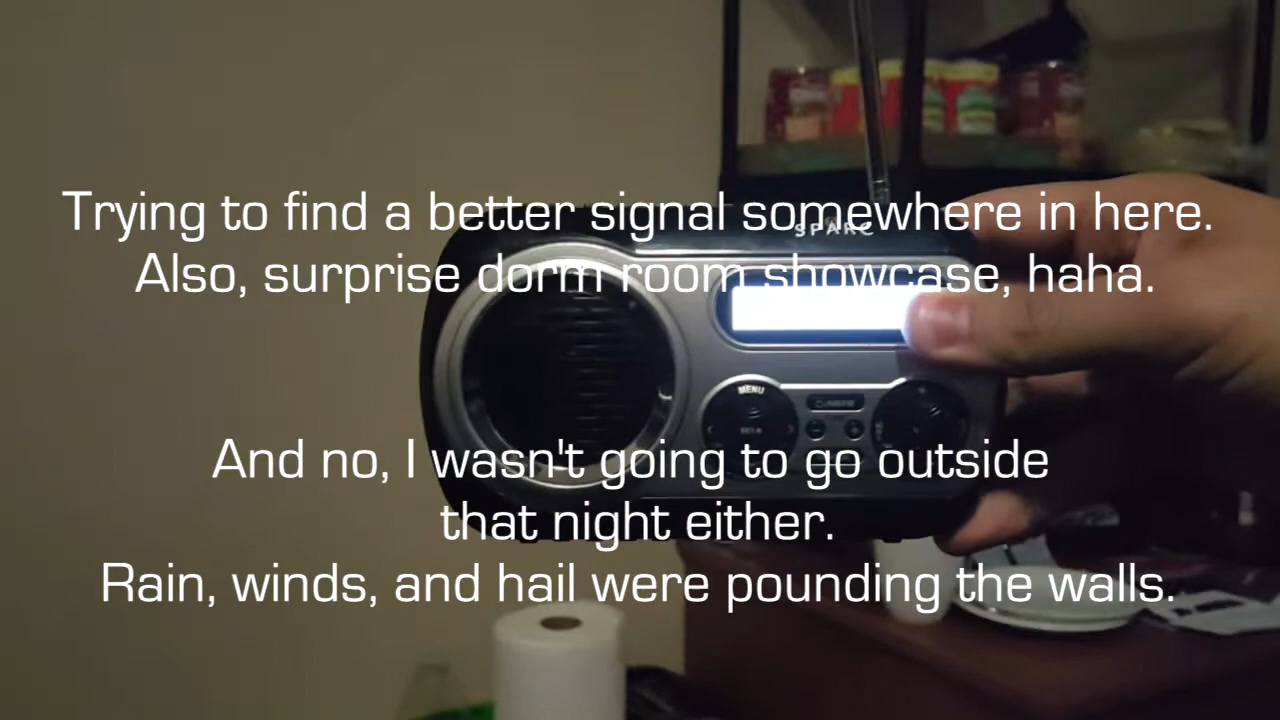 Trying to find a better signal somewhere in here.
SPARC
Also, surprise dorm room showcase, haha.
MENU
And no, I wasn't going to go outside
that night either.
Rain, winds, and hail were pounding the walls.